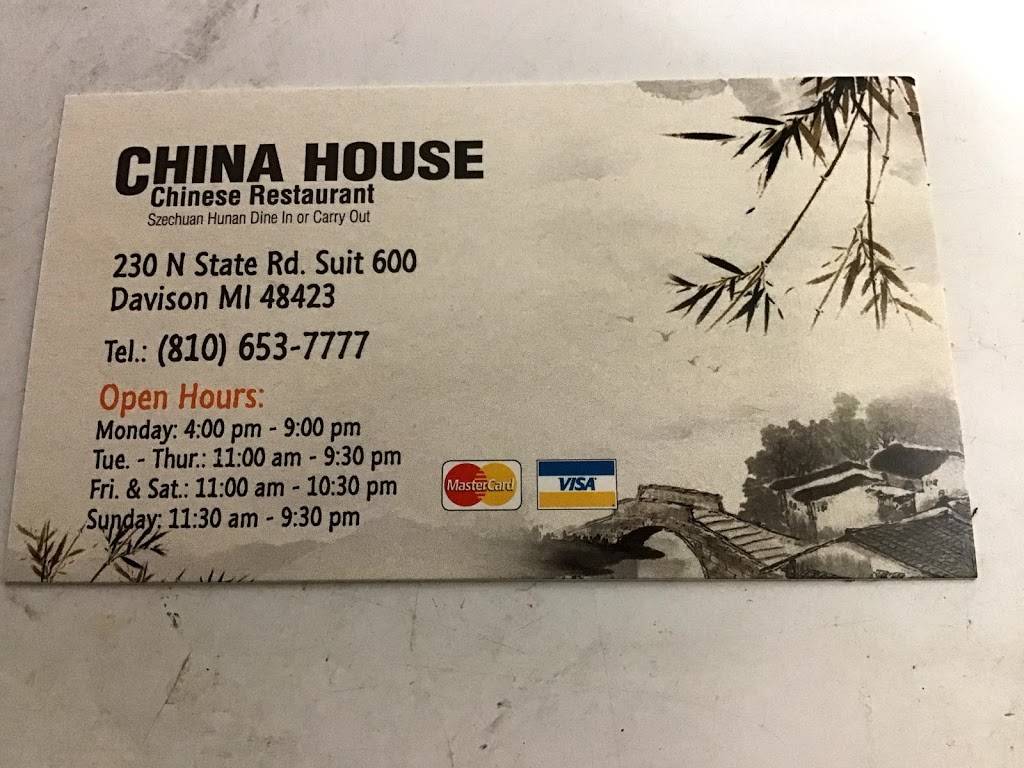 CHINA HOUSE
Chinese Restaurant
Szechuan Hunan Dine In or Carry Out
230 N State Rd. Suit 600
Davison MI 48423
Tel.: (810) 653-7777
Open Hours:
Monday: 4:00 pm - 9:00 pm
Tue. - Thur.: 11:00 am - 9:30 pm
Fri. & Sat.: 11:00 am - 10:30 pm
Sunday: 11:30 am - 9:30 pm
MasterCard VISA